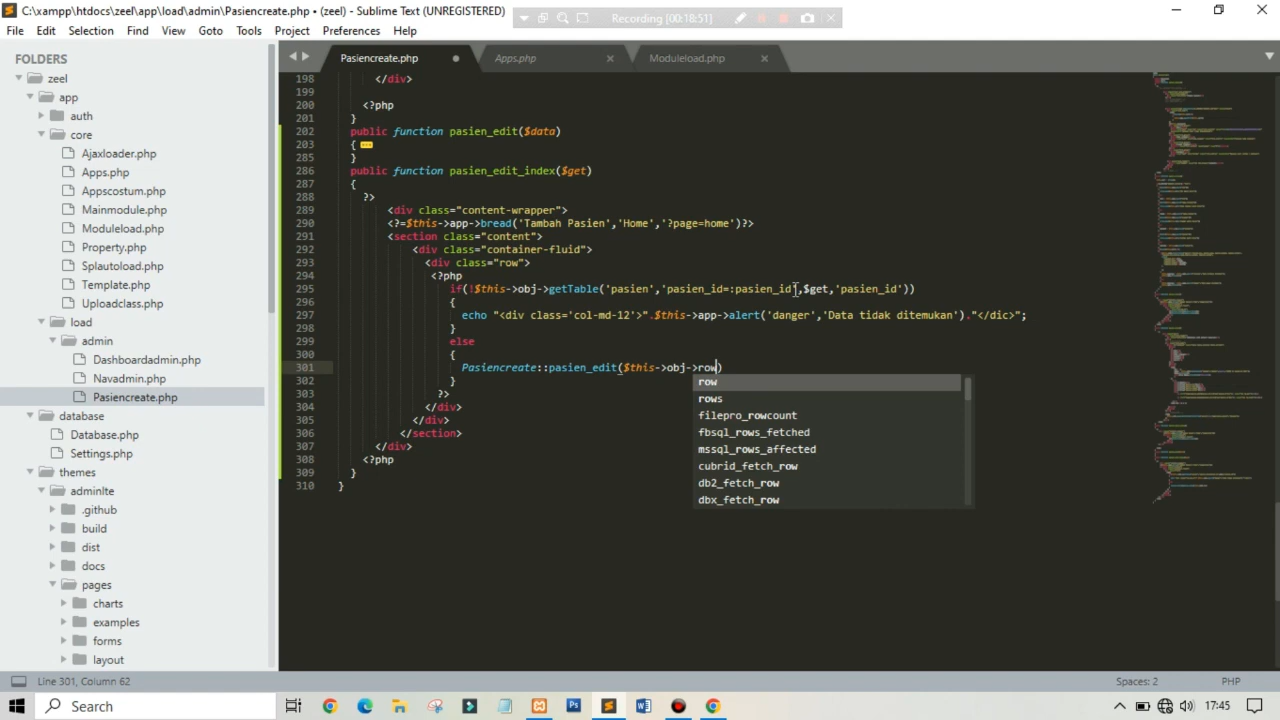 C:\xampp\htdocs\zeel\app\load\admin\Pasiencreate.php • (zeel) - Sublime Text (UNREGISTERED)
Recording [00:18:51]
File Edit Selection Find View Goto Tools Project Preferences Help
FOLDERS
zeel
app
auth
core
Ajaxloader.php
Apps.php
Appscostum.php
Mainmodule.php
Moduleload.php
Property.php
Splautoload.php
Template.php
Uploadclass.php
load
admin
Dashboardadmin.php
Navadmin.php
Pasiencreate.php
database
Database.php
Settings.php
themes
adminlte
.github
build
dist
docs
pages
charts
examples
forms
layout
Pasiencreate.php Apps.php Moduleload.php
198 </div>
199
200 <?php
201 }
202 public function pasien_edit($data)
203 {
285 }
286 public function pasien_edit_index($get)
287 {
288 ?>
289 <div class="content-wrapper">
290 <?=$this->app->bread('Tambah Pasien','Home','?page=home')?>
291 <section class="content">
292 <div class="container-fluid">
293 <div class="row">
294 <?php
295 if(!$this->obj->getTable('pasien','pasien_id=:pasien_id',$get,'pasien_id'))
296 {
297 echo "<div class='col-md-12'>".$this->app->alert('danger','Data tidak ditemukan')."</dic>";
298 }
299 else
300 {
301 Pasiencreate::pasien_edit($this->obj->row)
302 }
303 ?>
304 </div>
305 </div>
306 </section>
307 </div>
308 <?php
309 }
310 }
row
rows
filepro_rowcount
fbsql_rows_fetched
mssql_rows_affected
cubrid_fetch_row
db2_fetch_row
dbx_fetch_row
Line 301, Column 62 Spaces: 2 PHP
Search 17:45